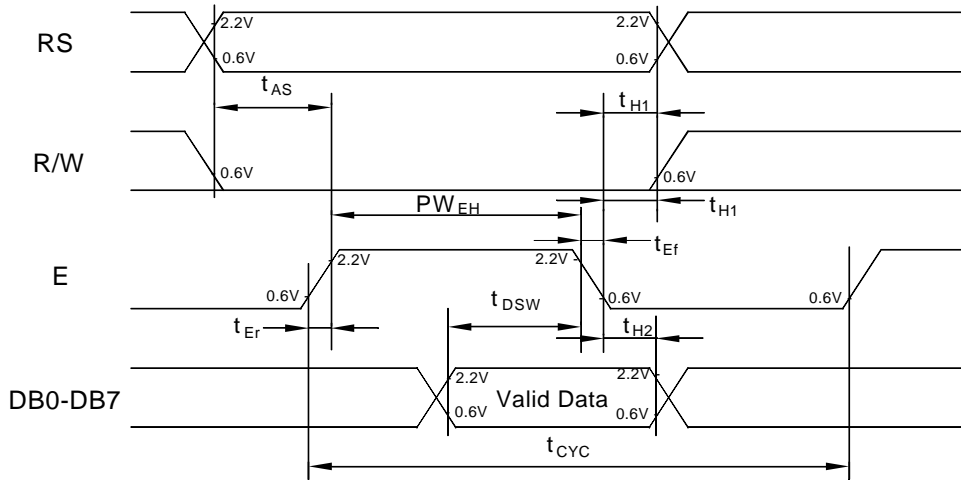 RS
2.2V
2.2V
0.6V
0.6V
tAS
tH1
R/W
0.6V
0.6V
PWEH
tH1
tEf
E
2.2V
2.2V
0.6V
0.6V
0.6V
tDSW
tEr
tH2
DB0-DB7
2.2V
2.2V
Valid Data
0.6V
0.6V
tCYC